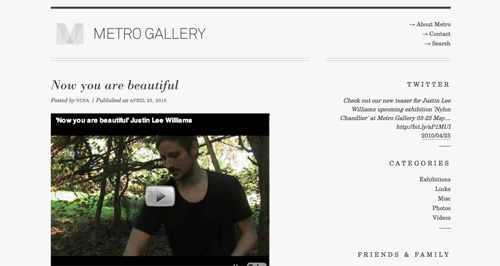 METRO GALLERY
→ About Metro
→ Contact
→ Search
Now you are beautiful
Posted by NINA / Published on APRIL 25, 2010
'Now you are beautiful' Justin Lee Williams
TWITTER
Check out our new teaser for Justin Lee
Williams upcoming exhibition 'Nylon
Chandlier' at Metro Gallery 03-23 May....
http://bit.ly/aP1MUI
2010/04/25
CATEGORIES
Exhibitions
Links
Misc
Photos
Videos
FRIENDS & FAMILY